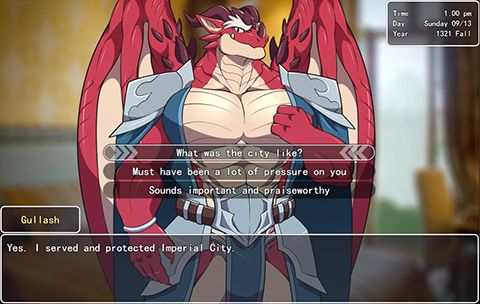 Time 1.00 pm
Day Sunday 09/13
Year 1321 Fall
What was the city like?
Must have been a lot of pressure on you
Sounds important and praiseworthy
Gullash
Yes. I served and protected Imperial City.